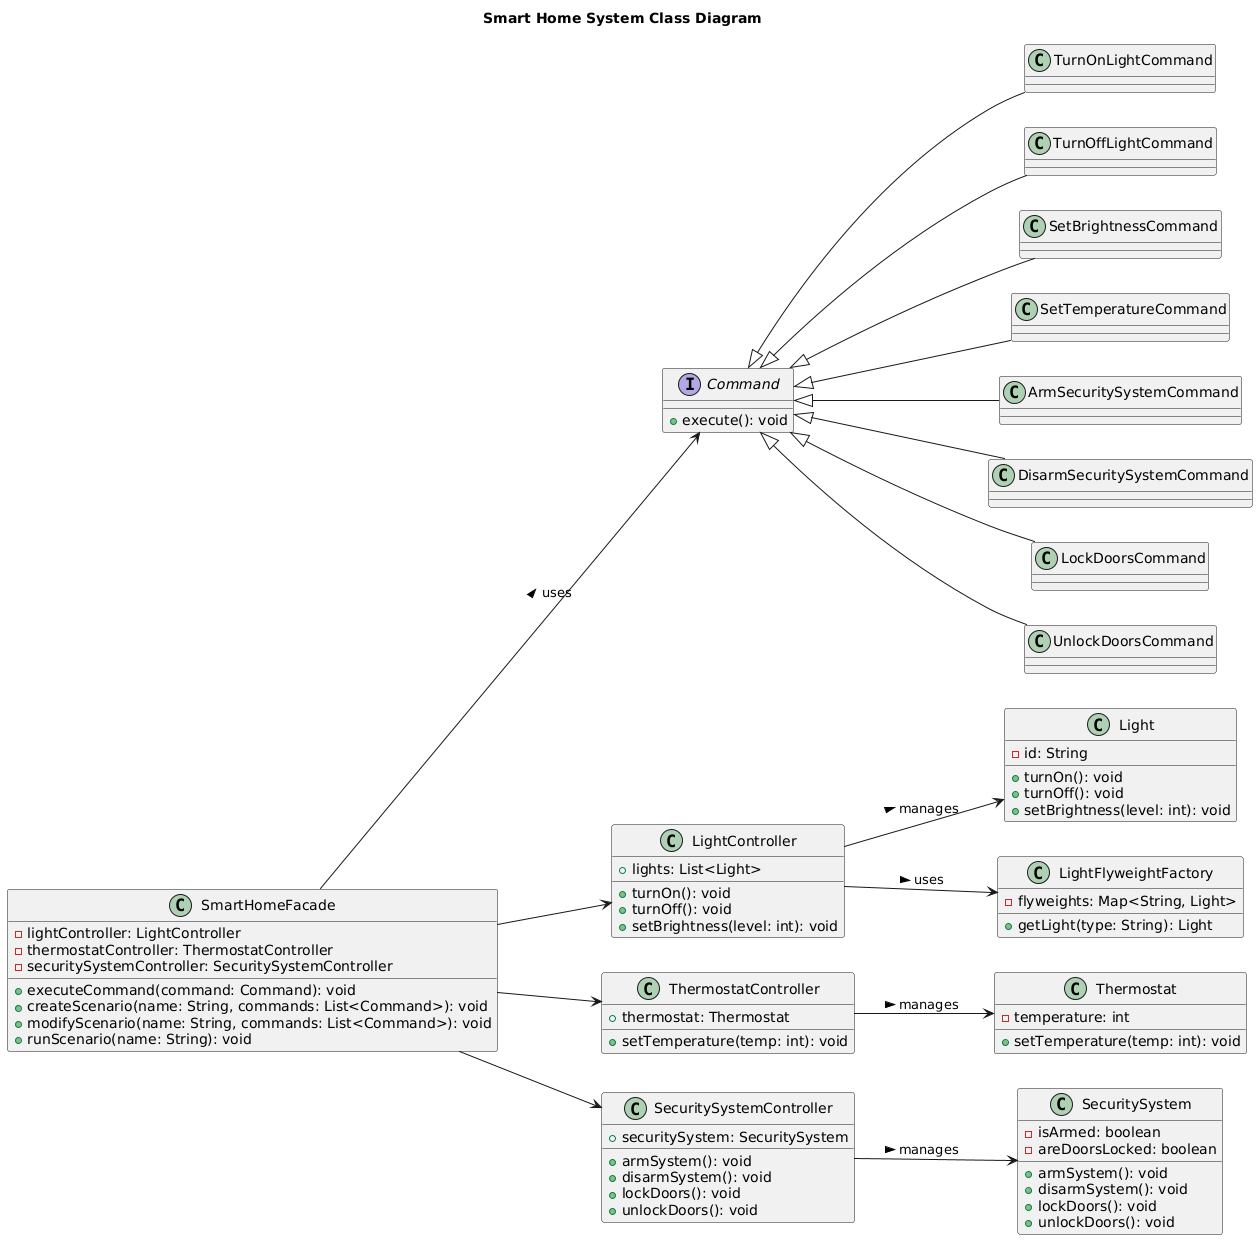 Smart Home System Class Diagram
C TurnOnLightCommand
C TurnOffLightCommand
C SetBrightnessCommand
C SetTemperatureCommand
I Command
execute(): void
C ArmSecuritySystemCommand
C DisarmSecuritySystemCommand
C LockDoorsCommand
uses
C UnlockDoorsCommand
C Light
id: String
turnOn(): void
turnOff(): void
setBrightness(level: int): void
manages
C LightController
lights: List<Light>
turnOn(): void
turnOff(): void
setBrightness(level: int): void
uses
C LightFlyweightFactory
flyweights: Map<String, Light>
getLight(type: String): Light
C SmartHomeFacade
lightController: LightController
thermostatController: ThermostatController
securitySystemController: SecuritySystemController
executeCommand(command: Command): void
createScenario(name: String, commands: List<Command>): void
modifyScenario(name: String, commands: List<Command>): void
runScenario(name: String): void
C ThermostatController
thermostat: Thermostat
setTemperature(temp: int): void
manages
C Thermostat
temperature: int
setTemperature(temp: int): void
C SecuritySystemController
securitySystem: SecuritySystem
armSystem(): void
disarmSystem(): void
lockDoors(): void
unlockDoors(): void
manages
C SecuritySystem
isArmed: boolean
areDoorsLocked: boolean
armSystem(): void
disarmSystem(): void
lockDoors(): void
unlockDoors(): void